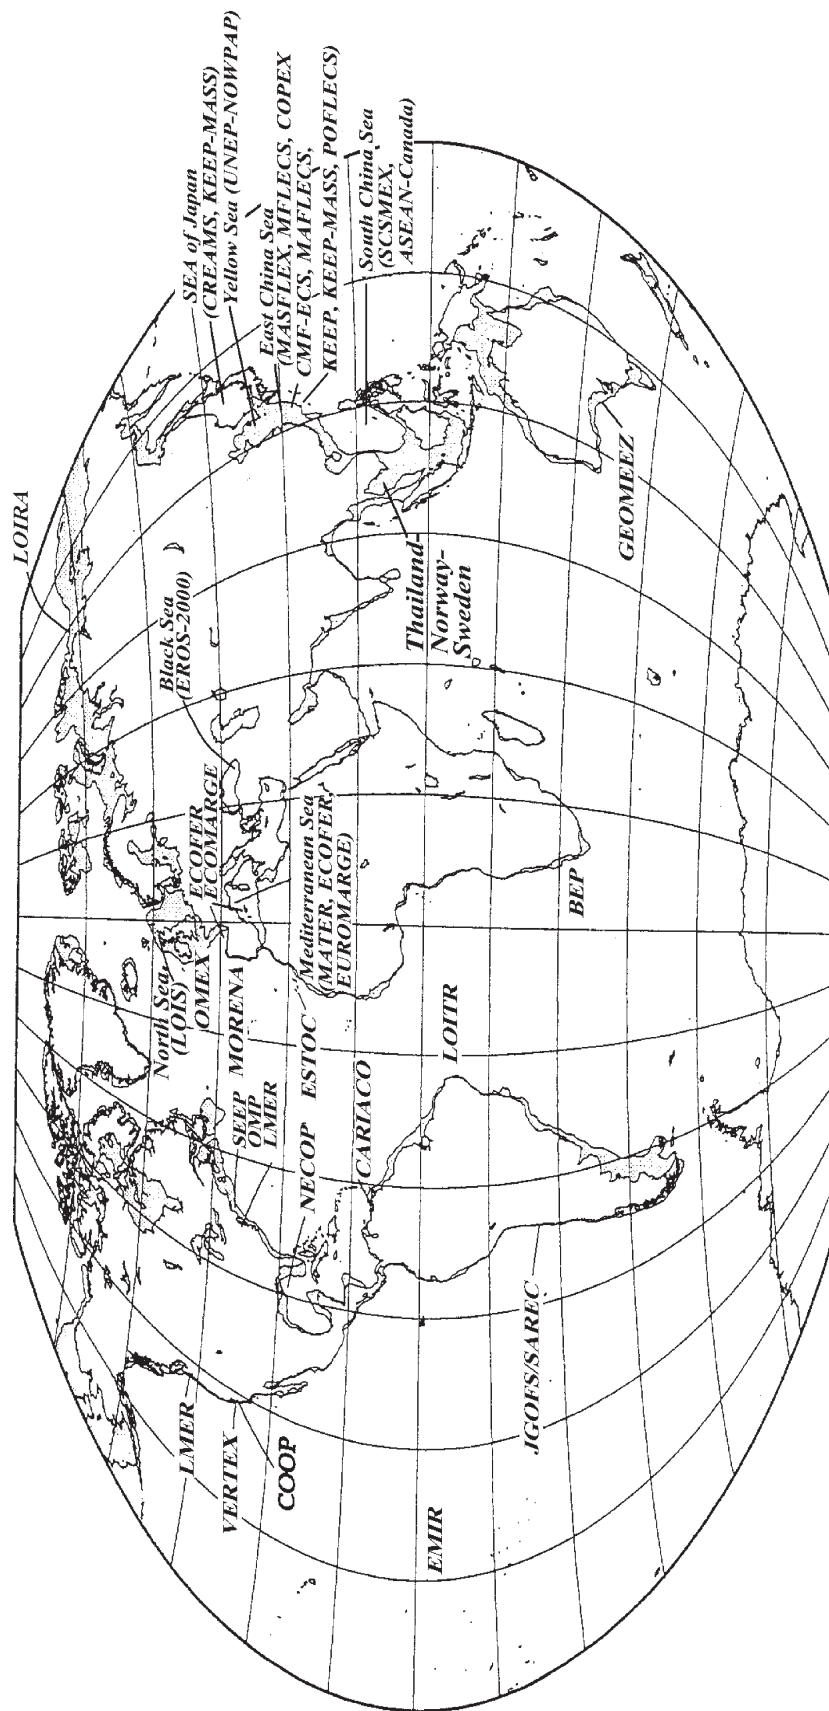 LOIRA
SEA of Japan
(CREAMS, KEEP-MASS)
Yellow Sea (UNEP-NOWPAP)
East China Sea
(MASFLEX, MFLECS, COPEX
CMF-ECS, MAFLECS,
KEEP, KEEP-MASS, POFLECS)
South China Sea
(SCSMEX,
ASEAN-Canada)
Black Sea
(EROS-2000)
ECOFER
ECOMARGE
North Sea,
(LOIS)
OMEX
MORENA
Mediterranean Sea
(MATER, ECOFER,
EUROMARGE)
SEEP
OMP
LMER
ESTOC
NECOP
CARIACO
LMER
VERTEX
COOP
Thailand-
Norway-
Sweden
LOITR
EMIR
JGOFS/SAREC
BEP
GEOMEEZ